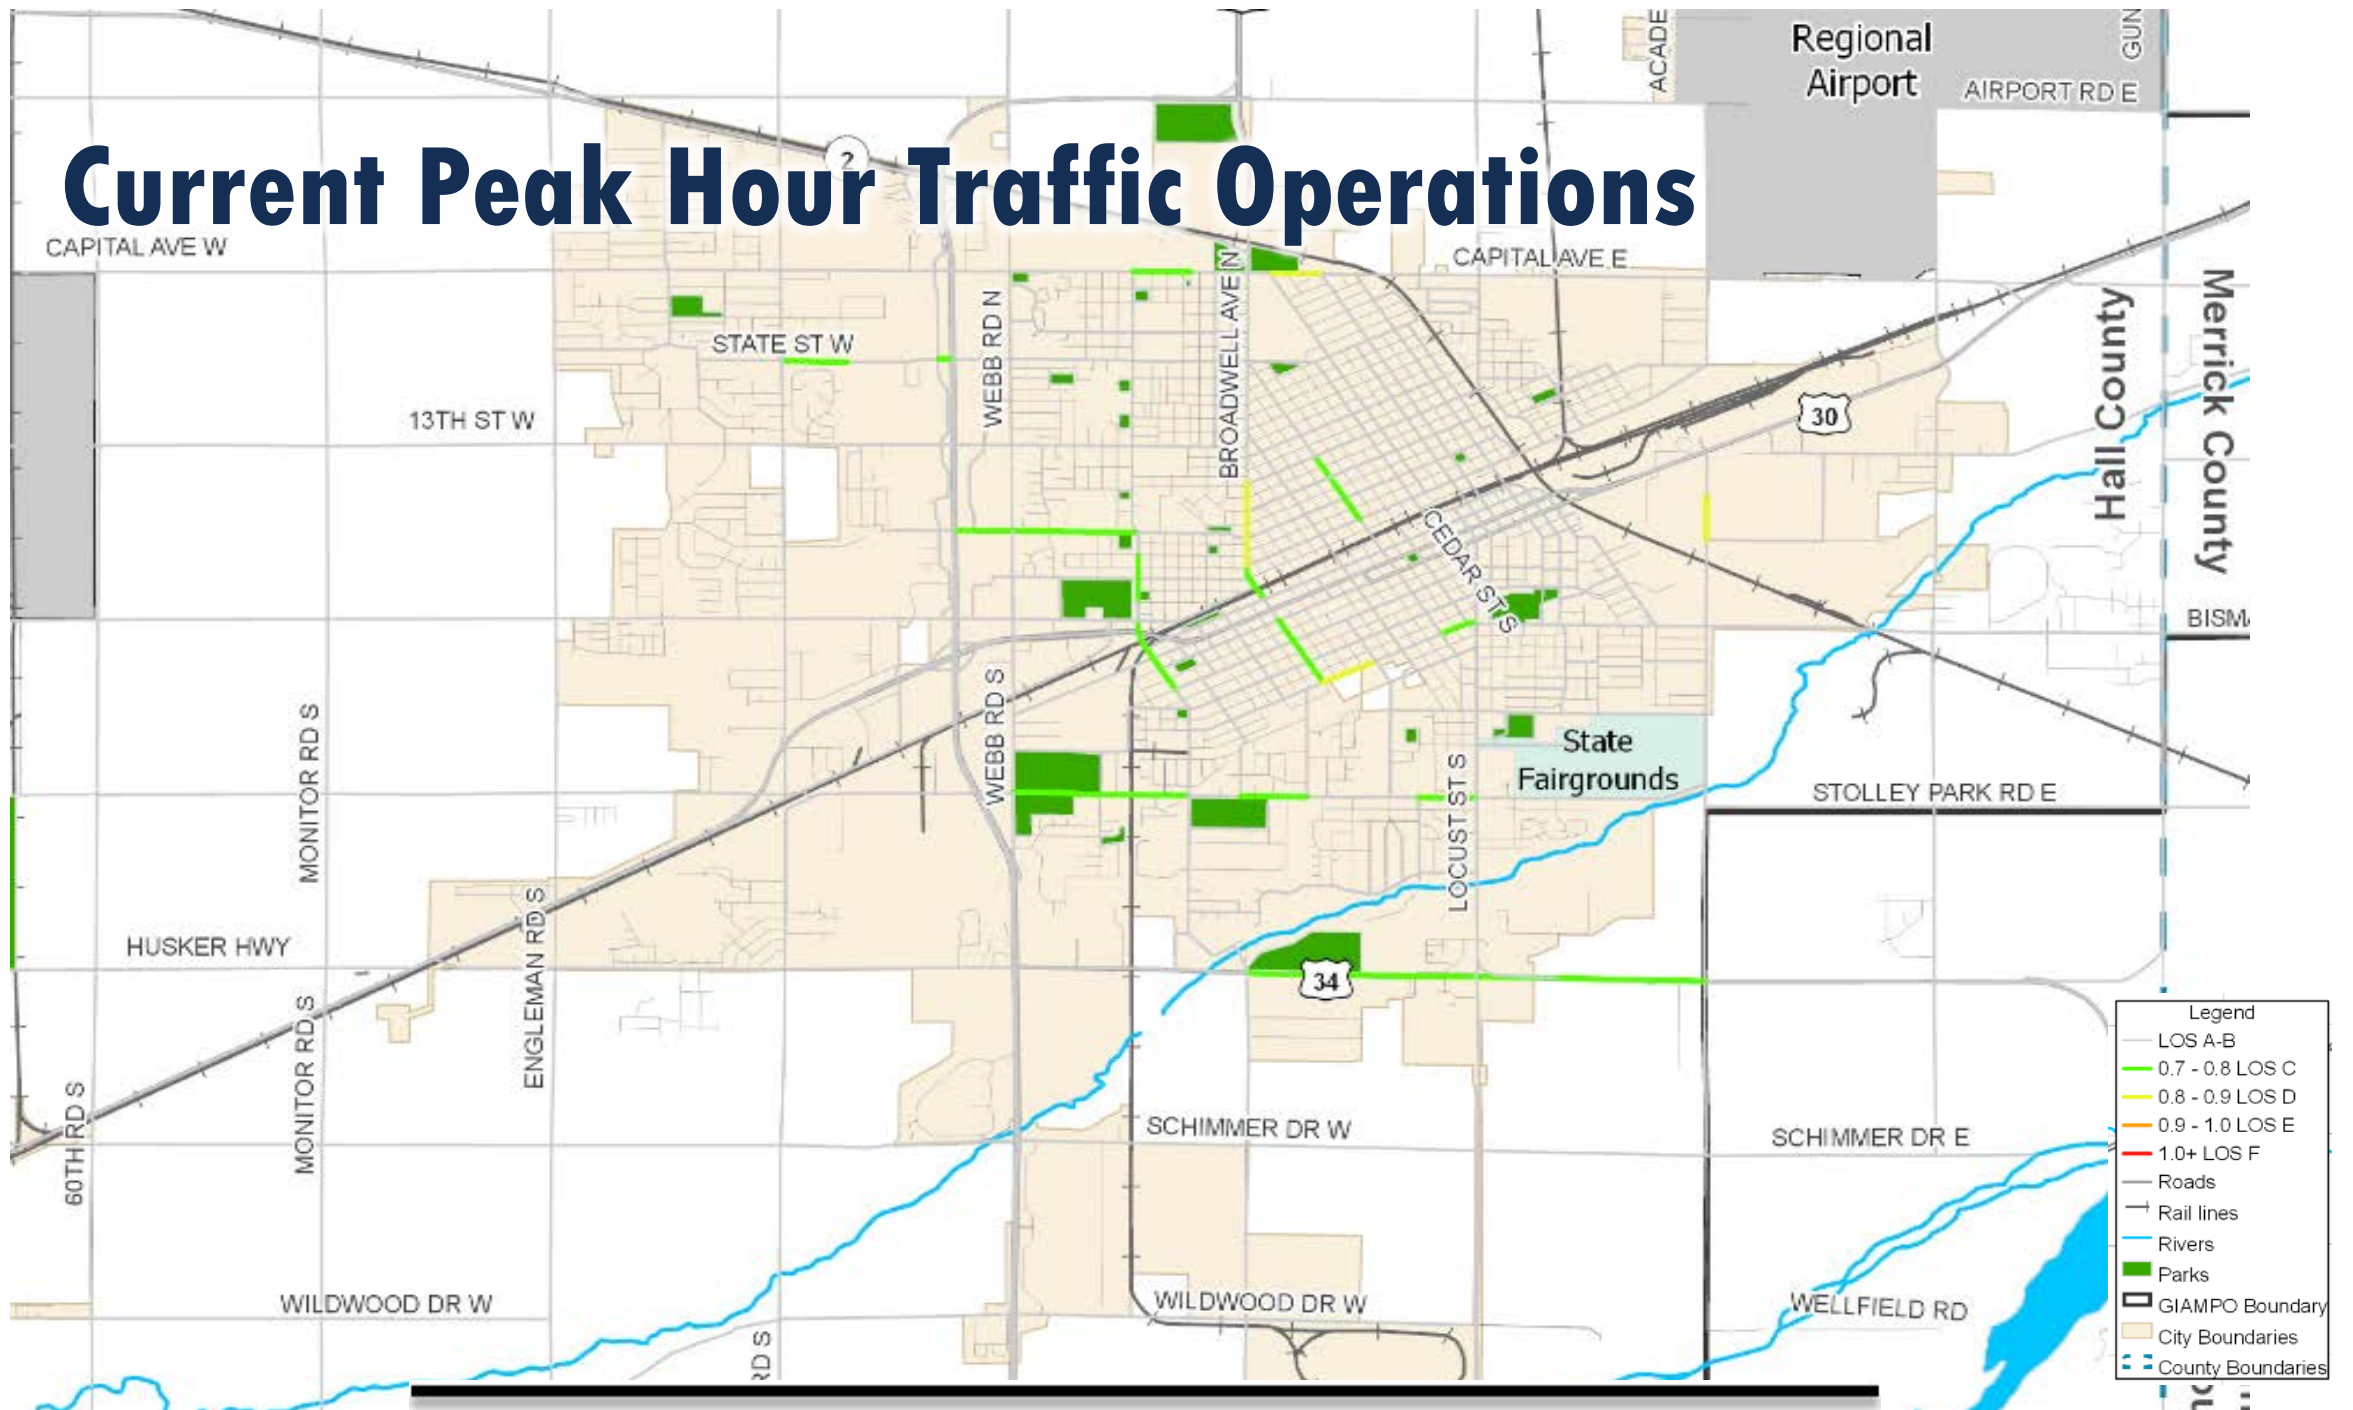 Current Peak Hour Traffic Operations
Regional
Airport
ACADE
GUN
AIRPORT RD E
2
CAPITAL AVE W
CAPITAL AVE E
STATE ST W
13TH ST W
WEBB RD N
BROADWELL AVE N
30
Hall County
Merrick County
CEDAR ST S
BISM
MONITOR RD S
WEBB RD S
State
Fairgrounds
STOLLEY PARK RD E
LOCUST ST S
HUSKER HWY
ENGLEMAN RD S
34
MONITOR RD S
60TH RD S
SCHIMMER DR W
SCHIMMER DR E
WILDWOOD DR W
WILDWOOD DR W
WELLFIELD RD
RD S
Legend
LOS A-B
0.7 - 0.8 LOS C
0.8 - 0.9 LOS D
0.9 - 1.0 LOS E
1.0+ LOS F
Roads
Rail lines
Rivers
Parks
GIAMPO Boundary
City Boundaries
County Boundaries